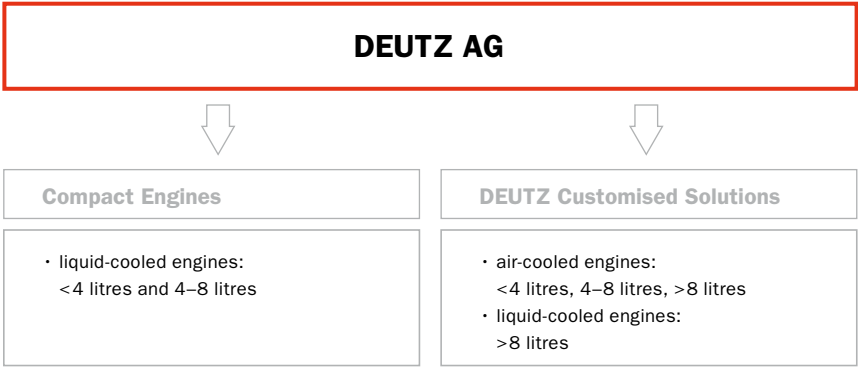 DEUTZ AG
Compact Engines
• liquid-cooled engines:
<4 litres and 4–8 litres
DEUTZ Customised Solutions
• air-cooled engines:
<4 litres, 4–8 litres, >8 litres
• liquid-cooled engines:
>8 litres